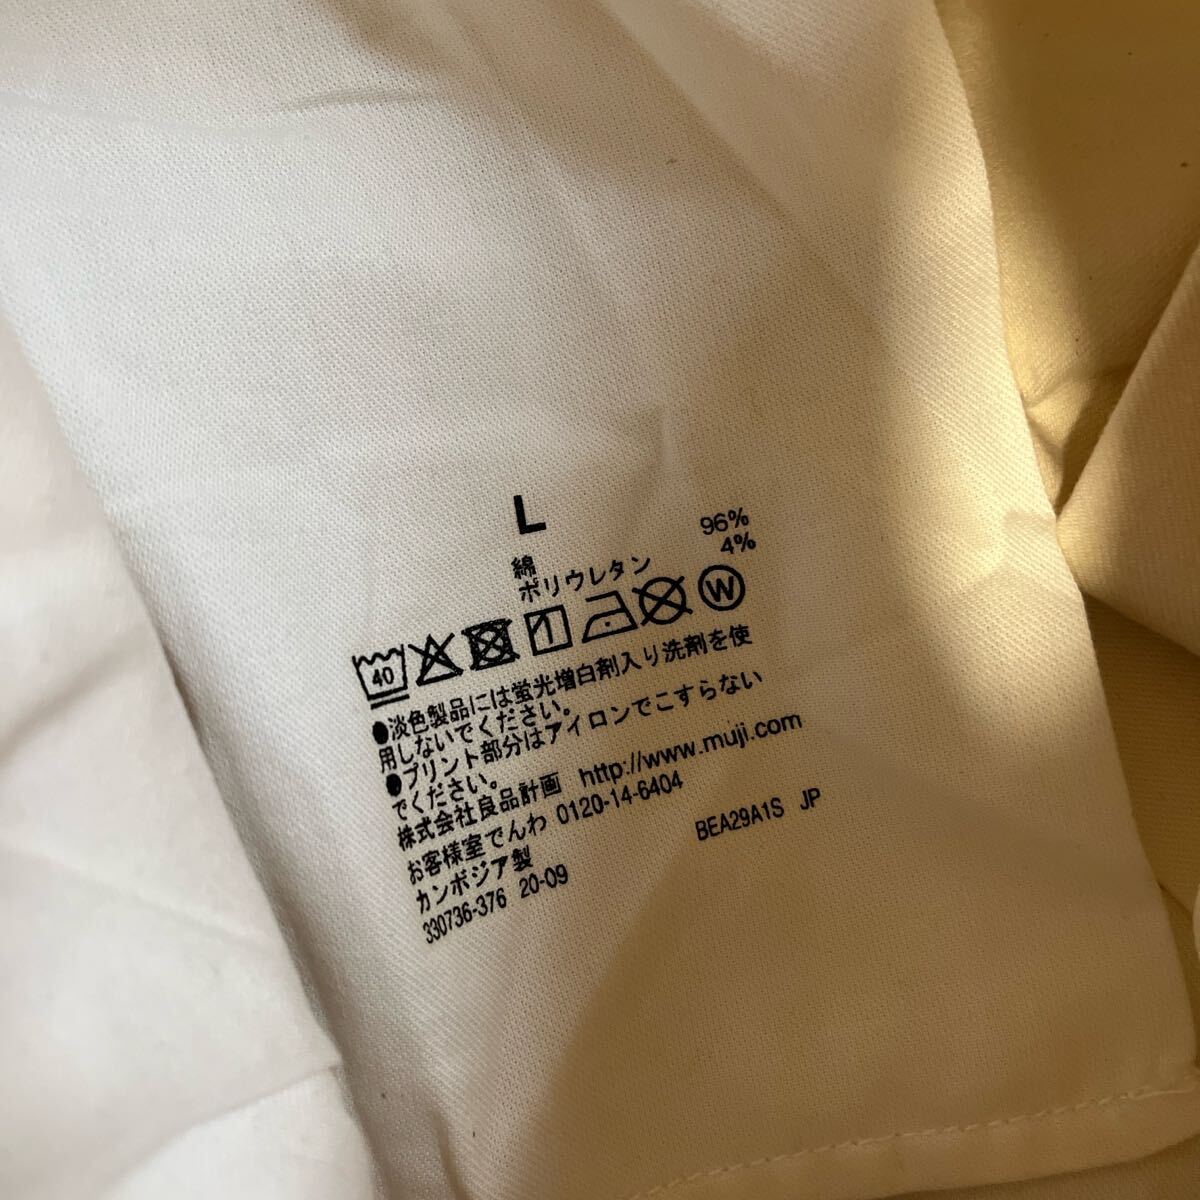 L
綿 96%
ポリウレタン 4%
40 W
●淡色製品には蛍光増白剤入り洗剤を使
用しないでください。
●プリント部分はアイロンでこすらない
でください。
株式会社良品計画 http://www.muji.com
お客様室でんわ 0120-14-6404
カンボジア製 BEA29A1S JP
330736-376 20-09